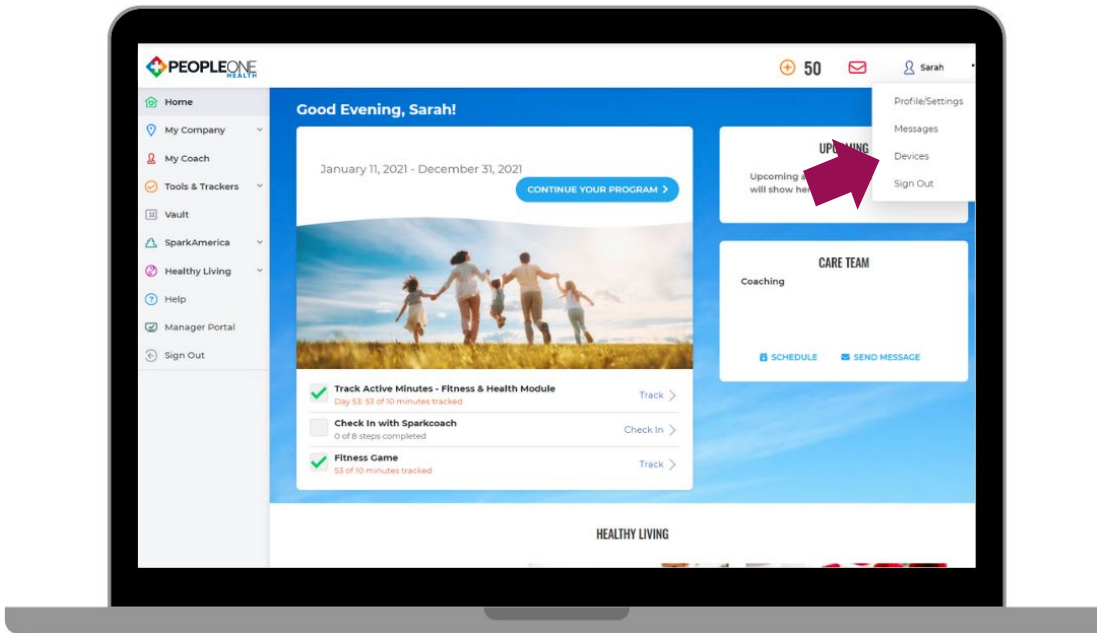 PEOPLEONE
HEALTH
50
Sarah
Home
My Company
My Coach
Tools & Trackers
Vault
SparkAmerica
Healthy Living
Help
Manager Portal
Sign Out
Good Evening, Sarah!
January 11, 2021 - December 31, 2021
CONTINUE YOUR PROGRAM
Track Active Minutes - Fitness & Health Module
Day 53: 53 of 10 minutes tracked
Track
Check In with Sparkcoach
0 of 8 steps completed
Check In
Fitness Game
53 of 10 minutes tracked
Track
Profile/Settings
Messages
Devices
Sign Out
UPCOMING
Upcoming
will show
CARE TEAM
Coaching
SCHEDULE
SEND MESSAGE
HEALTHY LIVING